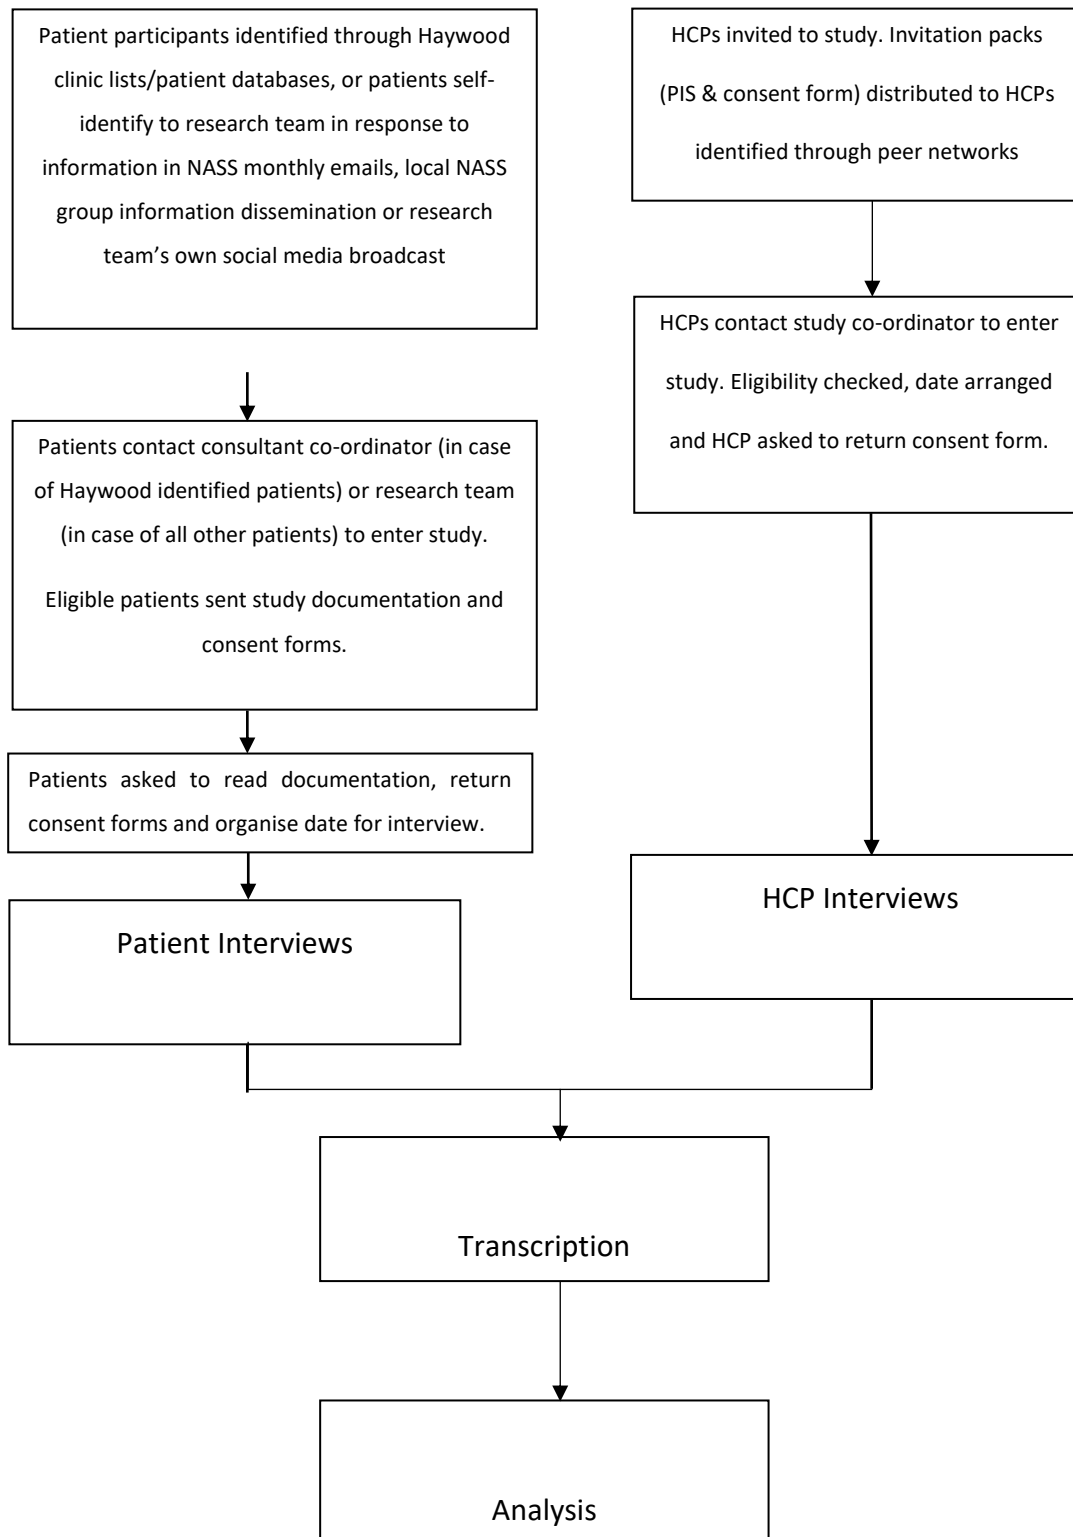 Patient participants identified through Haywood
clinic lists/patient databases, or patients self-
identify to research team in response to
information in NASS monthly emails, local NASS
group information dissemination or research
team’s own social media broadcast
HCPs invited to study. Invitation packs
(PIS & consent form) distributed to HCPs
identified through peer networks
HCPs contact study co-ordinator to enter
study. Eligibility checked, date arranged
and HCP asked to return consent form.
Patients contact consultant co-ordinator (in case
of Haywood identified patients) or research team
(in case of all other patients) to enter study.
Eligible patients sent study documentation and
consent forms.
Patients asked to read documentation, return
consent forms and organise date for interview.
Patient Interviews
HCP Interviews
Transcription
Analysis